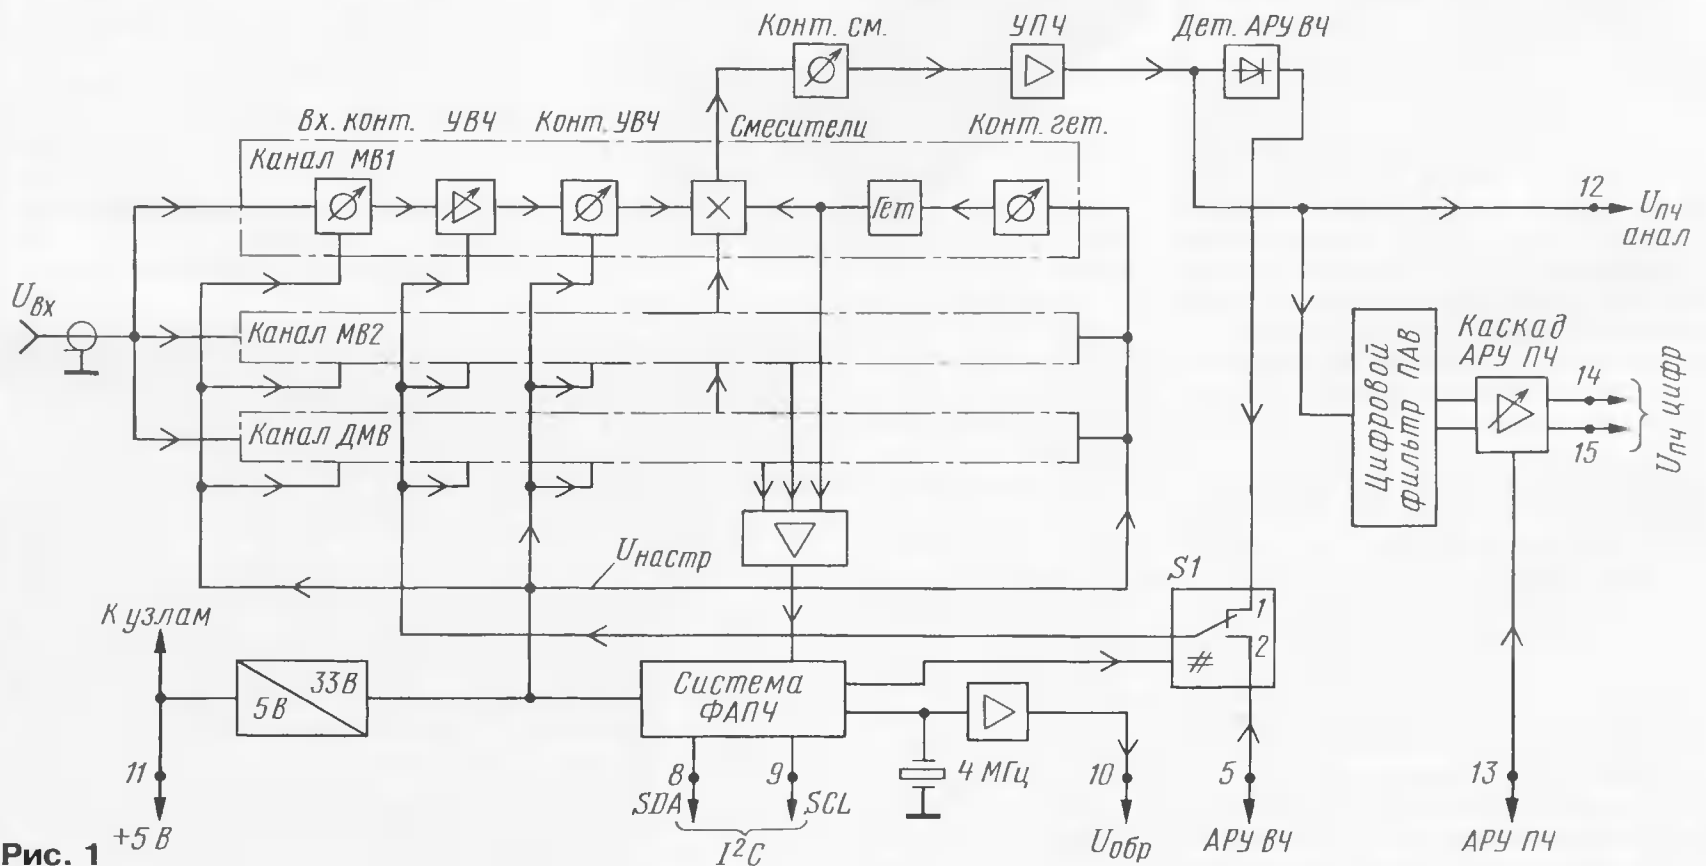 Конт. см.
УПЧ
Дет. АРУ ВЧ
Вх. конт.
УВЧ
Конт. УВЧ
Смесители
Конт. гет.
Канал МВ1
Гет
12
Uпч
анал
Uвх
Канал МВ2
Канал ДМВ
Цифровой
фильтр ПАВ
Каскад
АРУ ПЧ
14
15
Uпч цифр
Uнастр
S1
1
2
#
К узлам
5В
33В
Система
ФАПЧ
11
+5 В
8
SDA
9
SCL
I²C
4 МГц
10
Uобр
5
АРУ ВЧ
13
АРУ ПЧ
Рис. 1